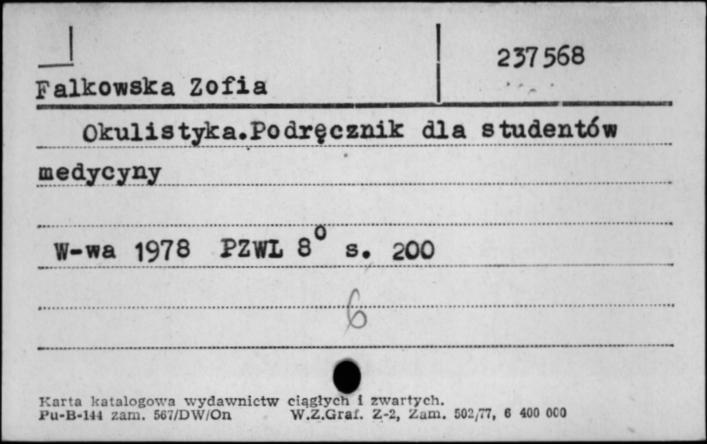 237568
Falkowska Zofia
Okulistyka.Podręcznik dla studentów
medycyny
W-wa 1978 PZWL 8° s. 200
6
Karta katalogowa wydawnictw ciągłych i zwartych.
Pu-B-144 zam. 567/DW/On W.Z.Graf. Z-2, Zam. 502/77, 6 400 000